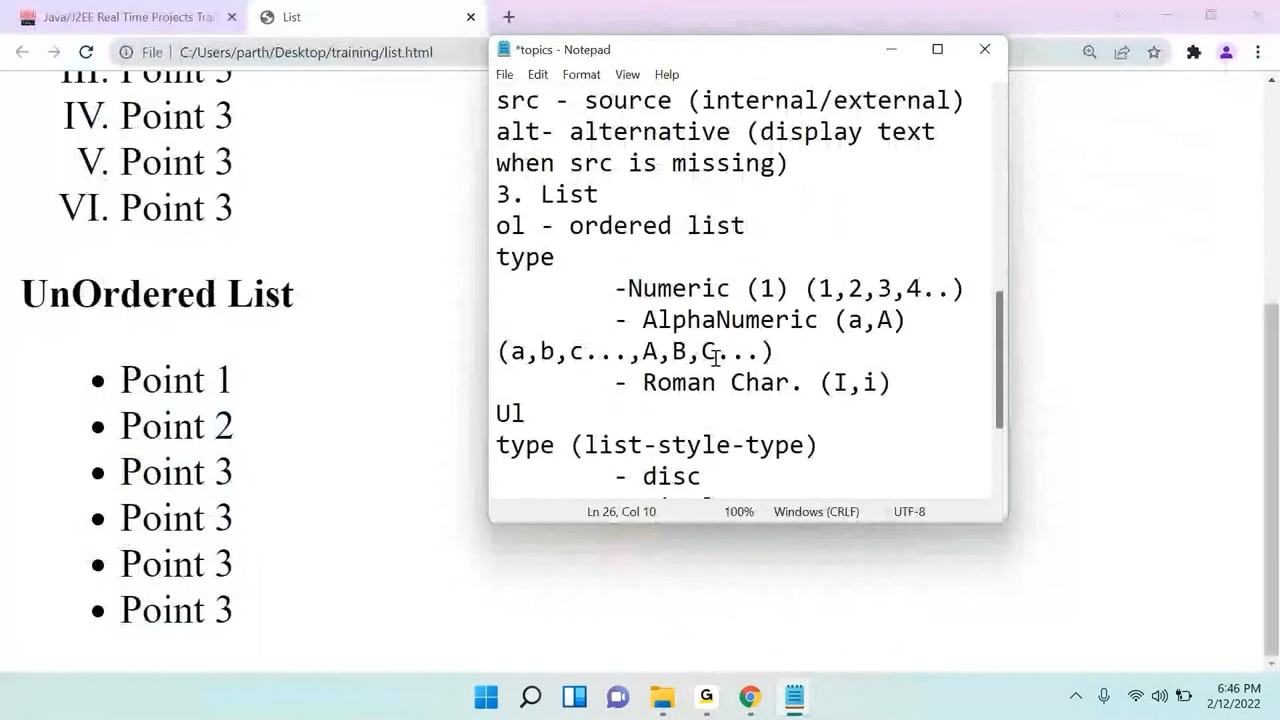 Java/J2EE Real Time Projects Trai
List
File
C:/Users/parth/Desktop/training/list.html
III. Point 3
IV. Point 3
V. Point 3
VI. Point 3
UnOrdered List
• Point 1
• Point 2
• Point 3
• Point 3
• Point 3
• Point 3
*topics - Notepad
File Edit Format View Help
src - source (internal/external)
alt- alternative (display text
when src is missing)
3. List
ol - ordered list
type
-Numeric (1) (1,2,3,4..)
- AlphaNumeric (a,A)
(a,b,c...,A,B,C...)
- Roman Char. (I,i)
Ul
type (list-style-type)
- disc
Ln 26, Col 10
100%
Windows (CRLF)
UTF-8
G
6:46 PM
2/12/2022